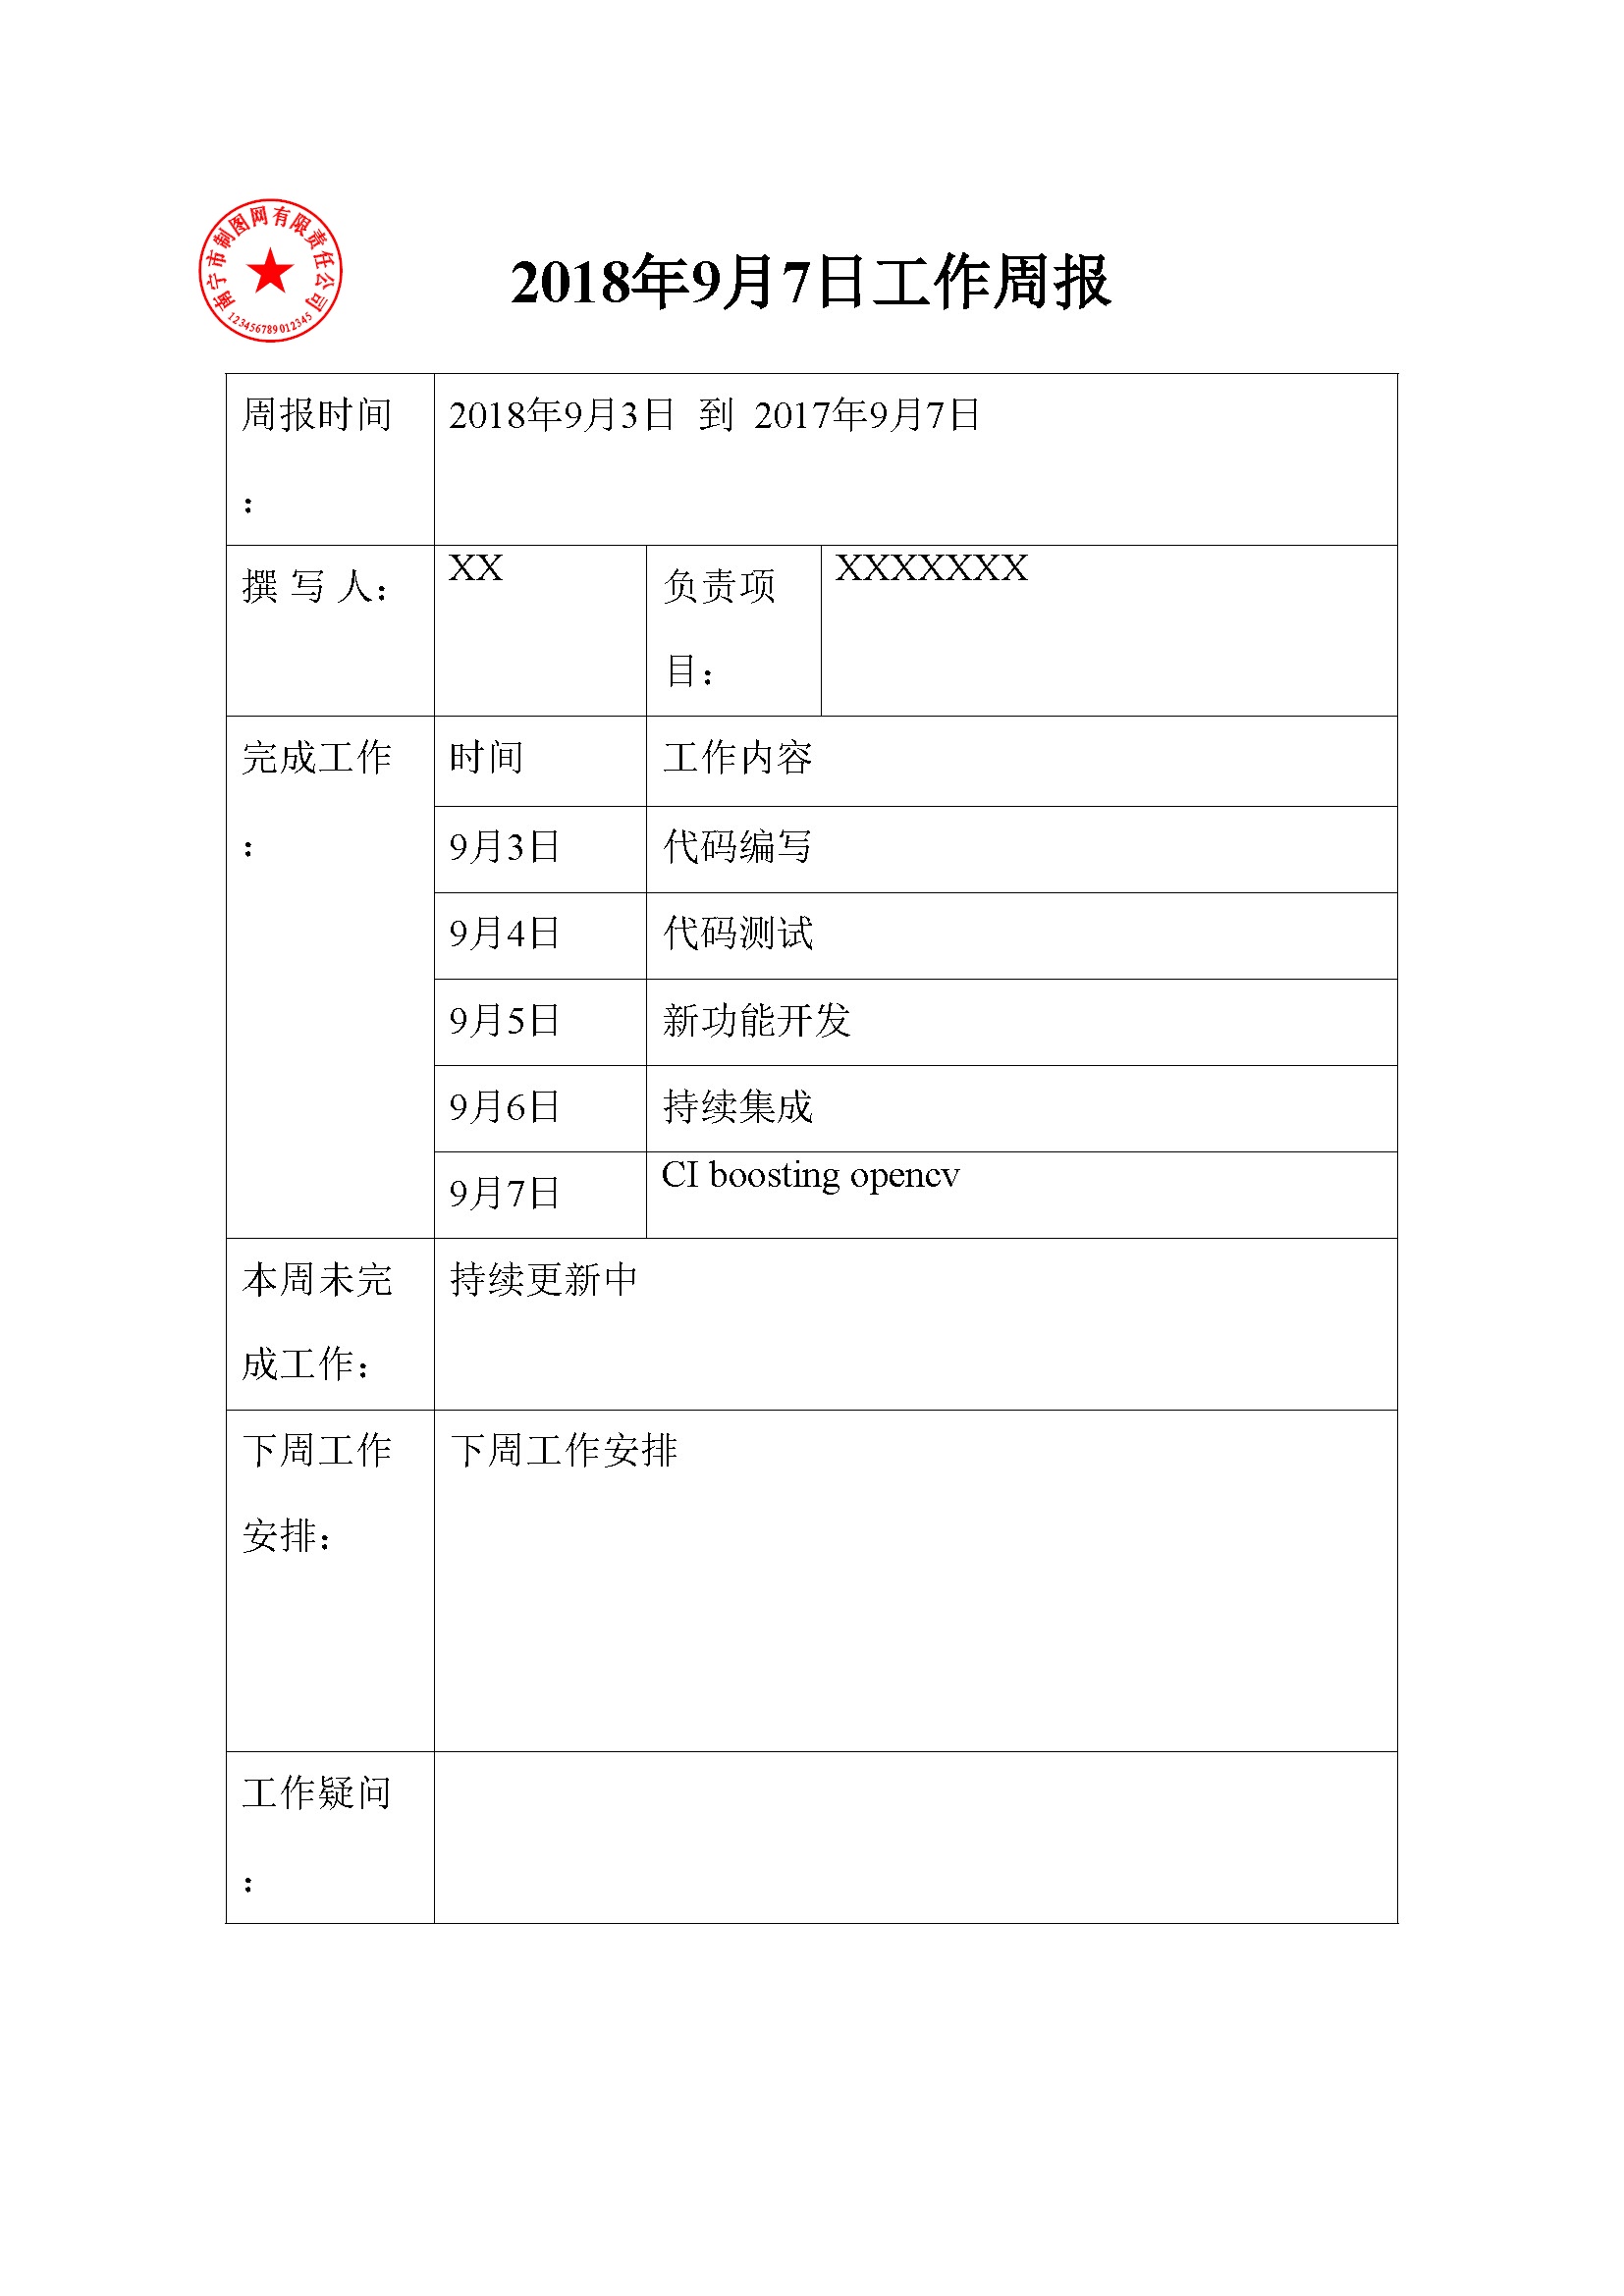 南宁市制图网有限责任公司
123456789012345
2018年9月7日工作周报
周报时间
：
2018年9月3日 到 2017年9月7日
撰 写 人：
XX
负责项
目：
XXXXXXX
完成工作
：
时间
工作内容
9月3日
代码编写
9月4日
代码测试
9月5日
新功能开发
9月6日
持续集成
9月7日
CI boosting opencv
本周未完
成工作：
持续更新中
下周工作
安排：
下周工作安排
工作疑问
：